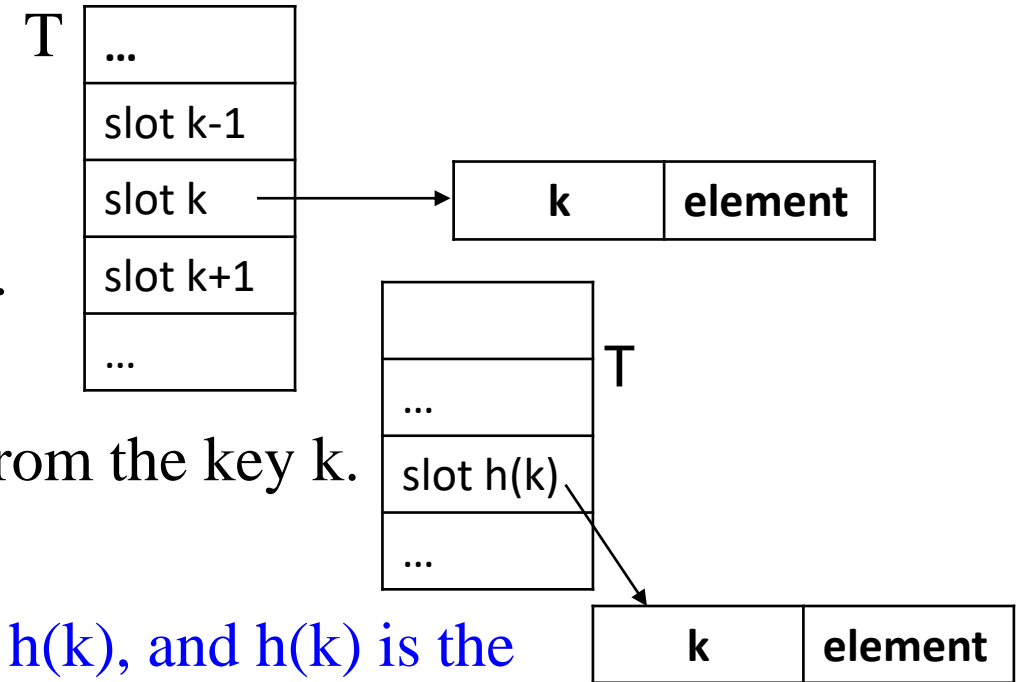 T
...
slot k-1
slot k
k element
slot k+1
.
...
T
...
rom the key k.
slot h(k)
...
h(k), and h(k) is the
k element